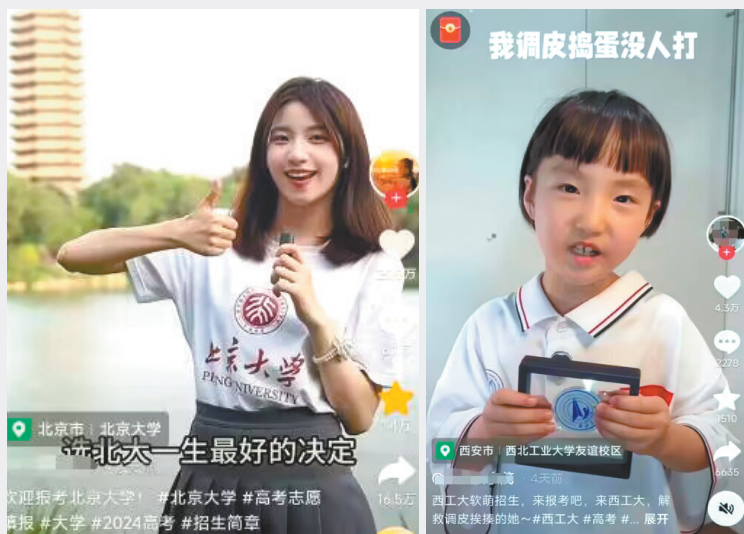 北京大学
北京市 | 北京大学
选北大一生最好的决定
欢迎报考北京大学! #北京大学 #高考志愿
填报 #大学 #2024高考 #招生简章
16.5万
我调皮捣蛋没人打
4.3万
2278
1510
6635
西安市 | 西北工业大学友谊校区
4天前
西工大软萌招生,来报考吧,来西工大,解
救调皮挨揍的她~#西工大 #高考 #... 展开